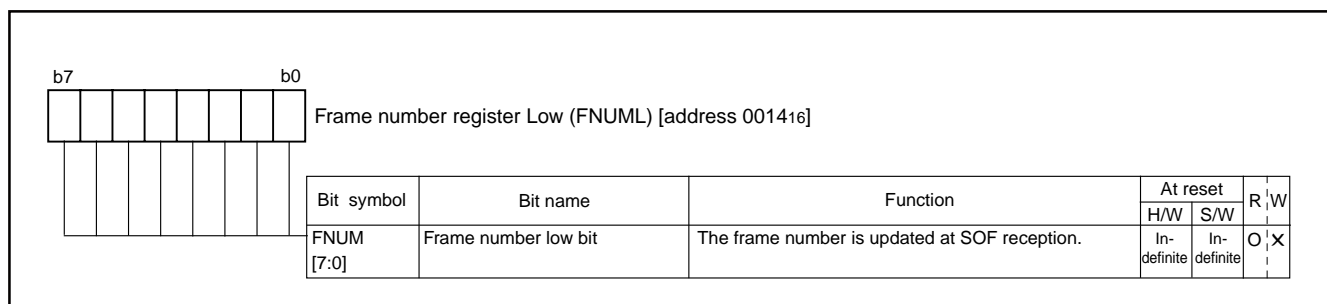 b7 b0
Frame number register Low (FNUML) [address 001416]
Bit symbol Bit name Function At reset R W
H/W S/W
FNUM Frame number low bit The frame number is updated at SOF reception. In- In- O ×
[7:0] definite definite